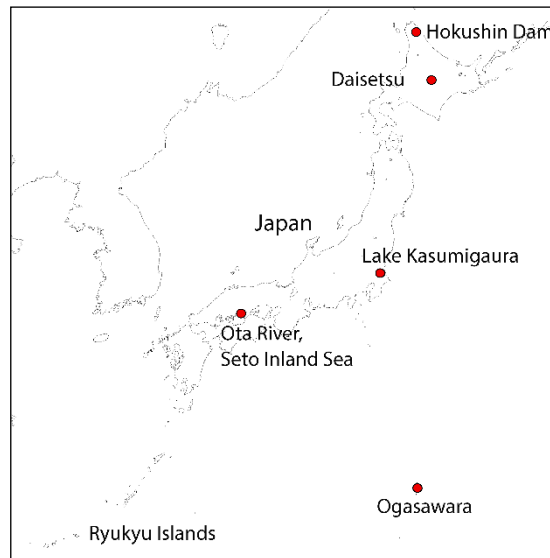 Hokushin Dam
Daisetsu
Japan
Lake Kasumigaura
Ota River,
Seto Inland Sea
Ogasawara
Ryukyu Islands